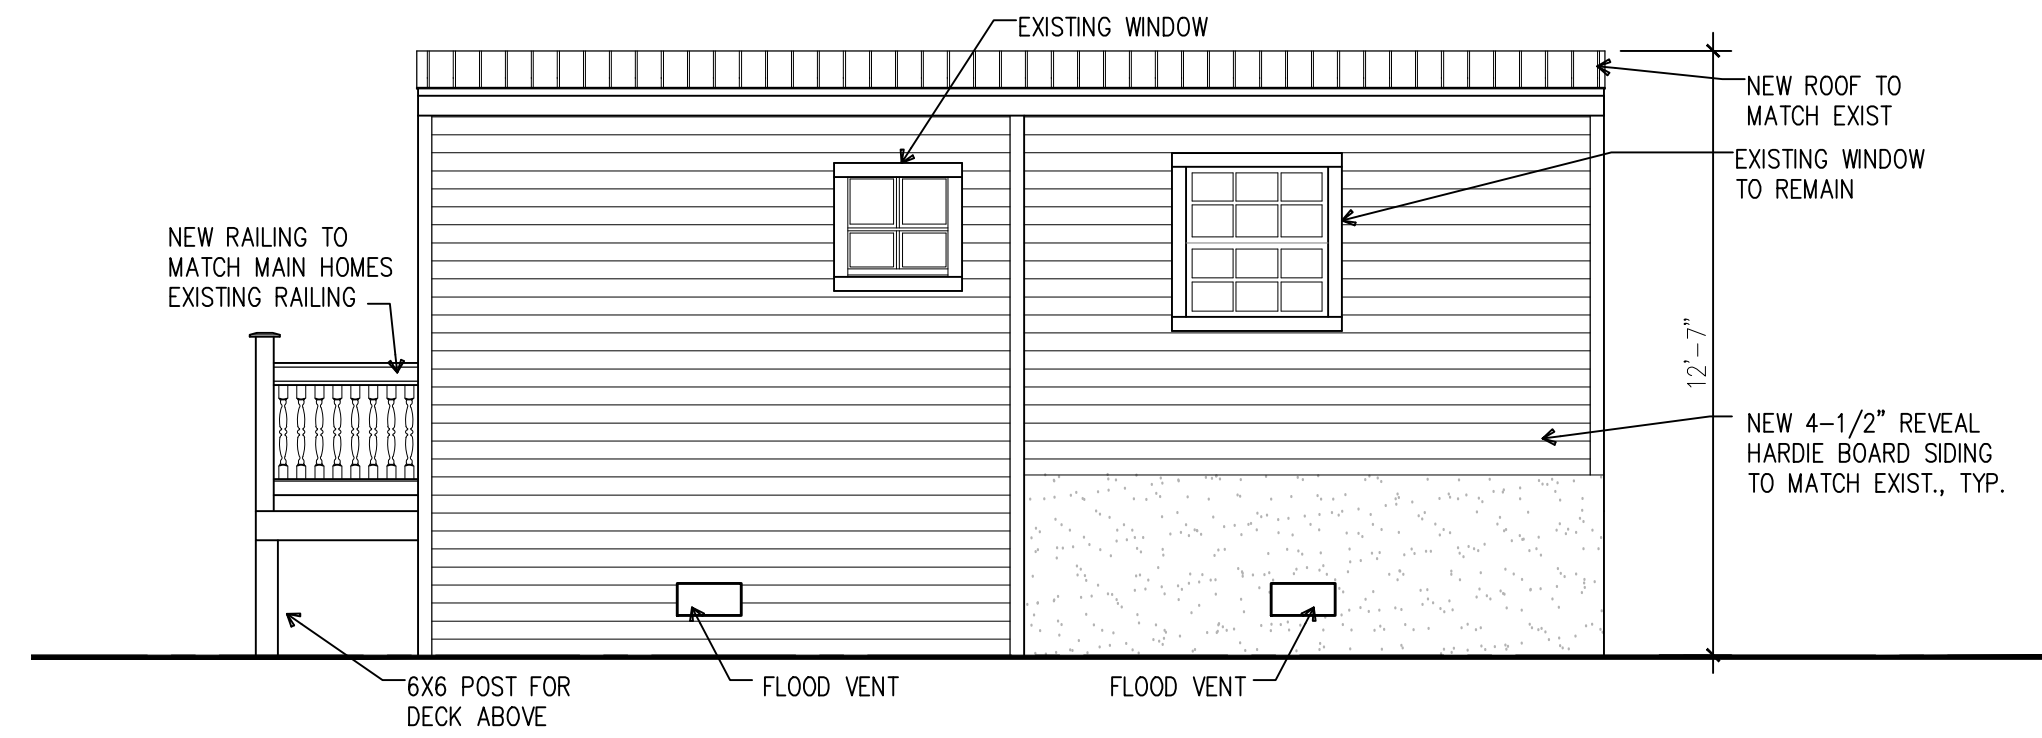 EXISTING WINDOW
NEW ROOF TO
MATCH EXIST
EXISTING WINDOW
TO REMAIN
NEW RAILING TO
MATCH MAIN HOMES
EXISTING RAILING
12'-7"
NEW 4-1/2" REVEAL
HARDIE BOARD SIDING
TO MATCH EXIST., TYP.
6X6 POST FOR
DECK ABOVE
FLOOD VENT
FLOOD VENT